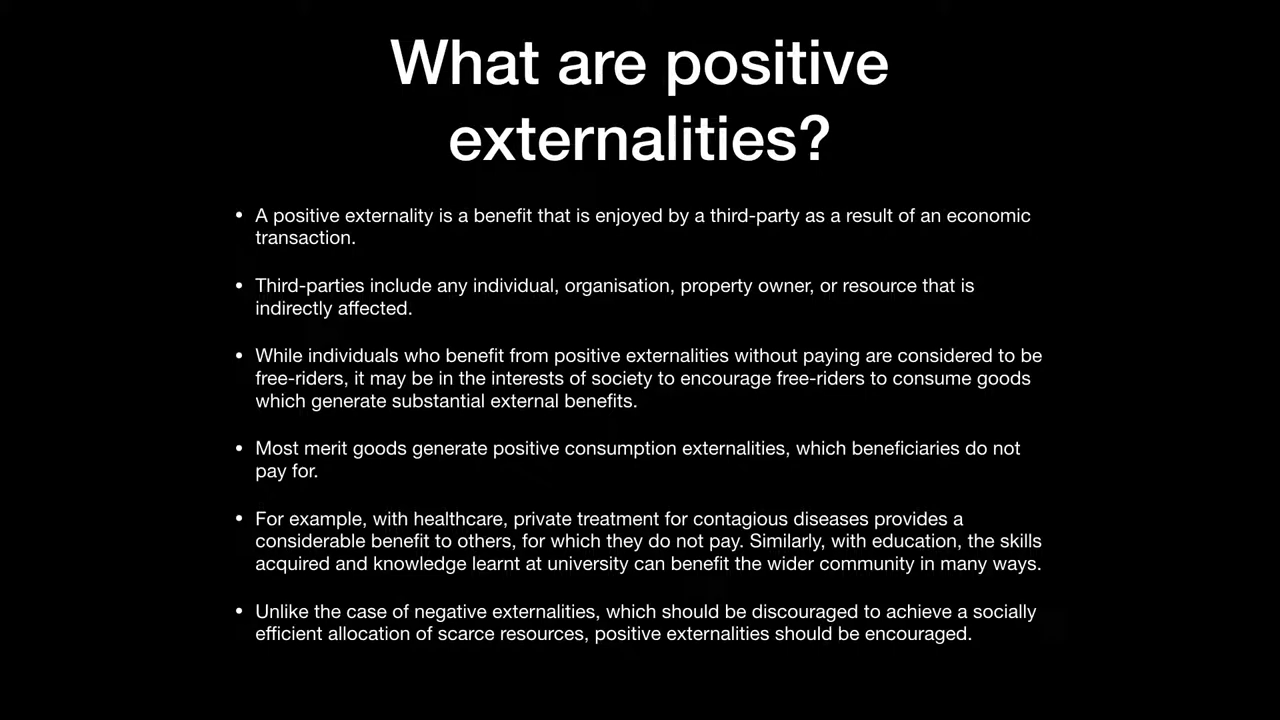 What are positive
externalities?
• A positive externality is a benefit that is enjoyed by a third-party as a result of an economic
transaction.
• Third-parties include any individual, organisation, property owner, or resource that is
indirectly affected.
• While individuals who benefit from positive externalities without paying are considered to be
free-riders, it may be in the interests of society to encourage free-riders to consume goods
which generate substantial external benefits.
• Most merit goods generate positive consumption externalities, which beneficiaries do not
pay for.
• For example, with healthcare, private treatment for contagious diseases provides a
considerable benefit to others, for which they do not pay. Similarly, with education, the skills
acquired and knowledge learnt at university can benefit the wider community in many ways.
• Unlike the case of negative externalities, which should be discouraged to achieve a socially
efficient allocation of scarce resources, positive externalities should be encouraged.